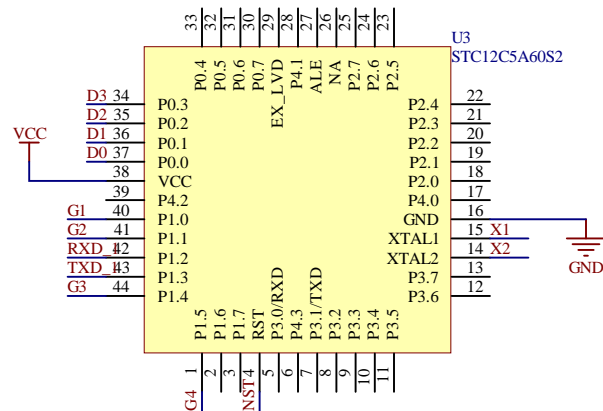 33 32 31 30 29 28 27 26 25 24 23
U3
STC12C5A60S2
P0.4 P0.5 P0.6 P0.7 EX_LVD P4.1 ALE NA P2.7 P2.6 P2.5
D3 34 P0.3 P2.4 22
D2 35 P0.2 P2.3 21
D1 36 P0.1 P2.2 20
VCC
D0 37 P0.0 P2.1 19
38 VCC P2.0 18
39 P4.2 P4.0 17
G1 40 P1.0 GND 16
G2 41 P1.1 XTAL1 15 X1
RXD_1 42 P1.2 XTAL2 14 X2
GND
TXD_1 43 P1.3 P3.7 13
G3 44 P1.4 P3.6 12
P1.5 P1.6 P1.7 RST P3.0/RXD P4.3 P3.1/TXD P3.2 P3.3 P3.4 P3.5
1 2 3 4 5 6 7 8 9 10 11
G4 NST